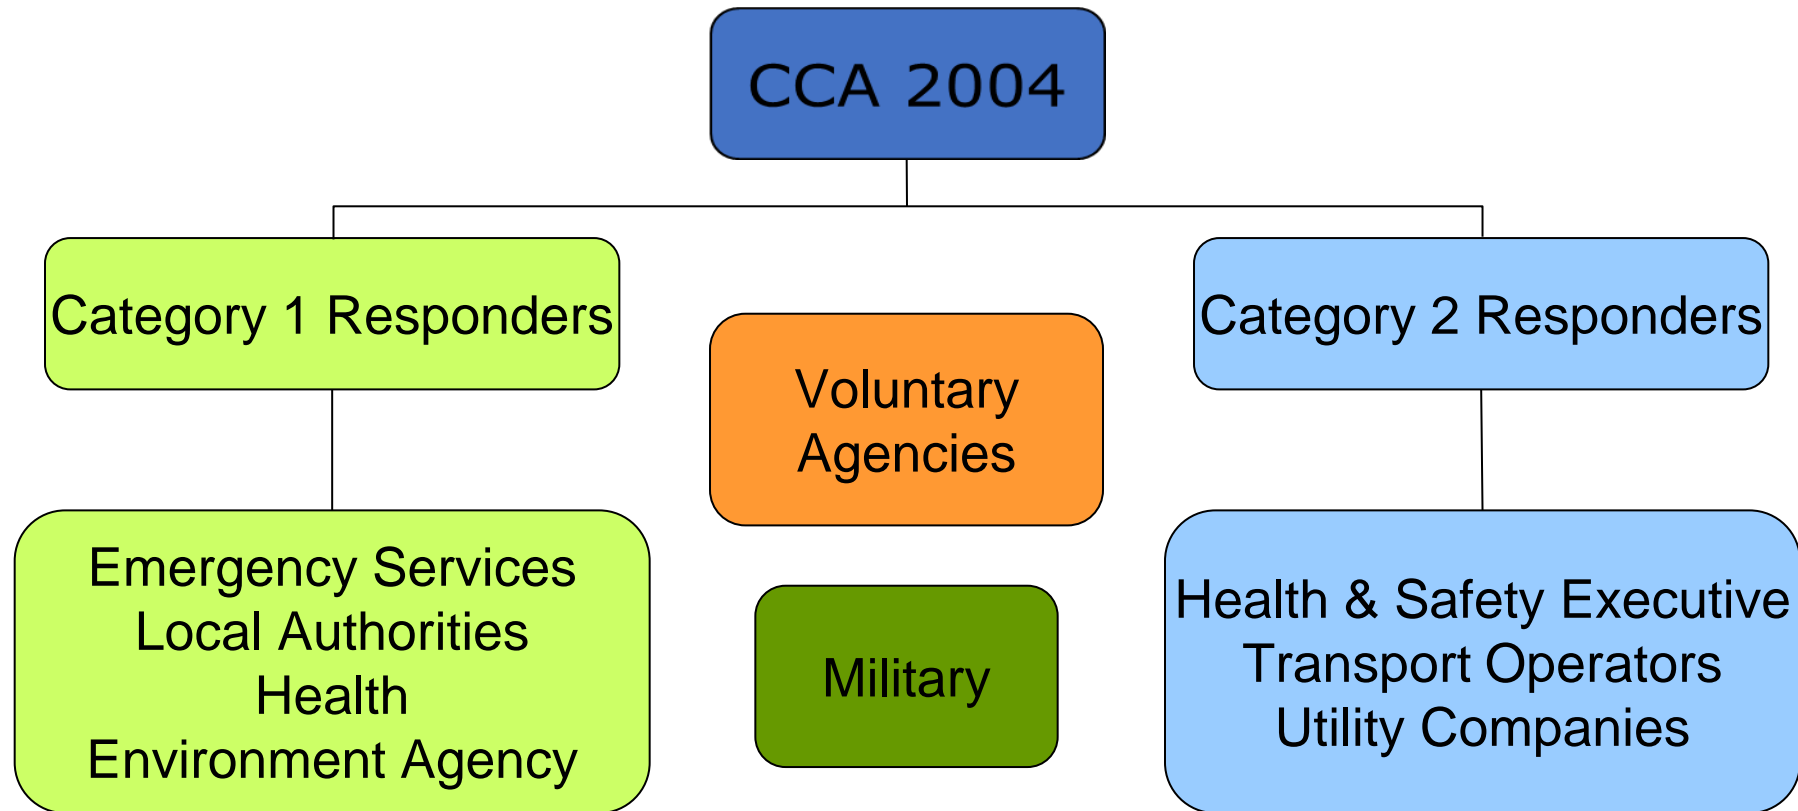 CCA 2004
Category 1 Responders
Category 2 Responders
Voluntary
Agencies
Emergency Services
Local Authorities
Health
Environment Agency
Military
Health & Safety Executive
Transport Operators
Utility Companies